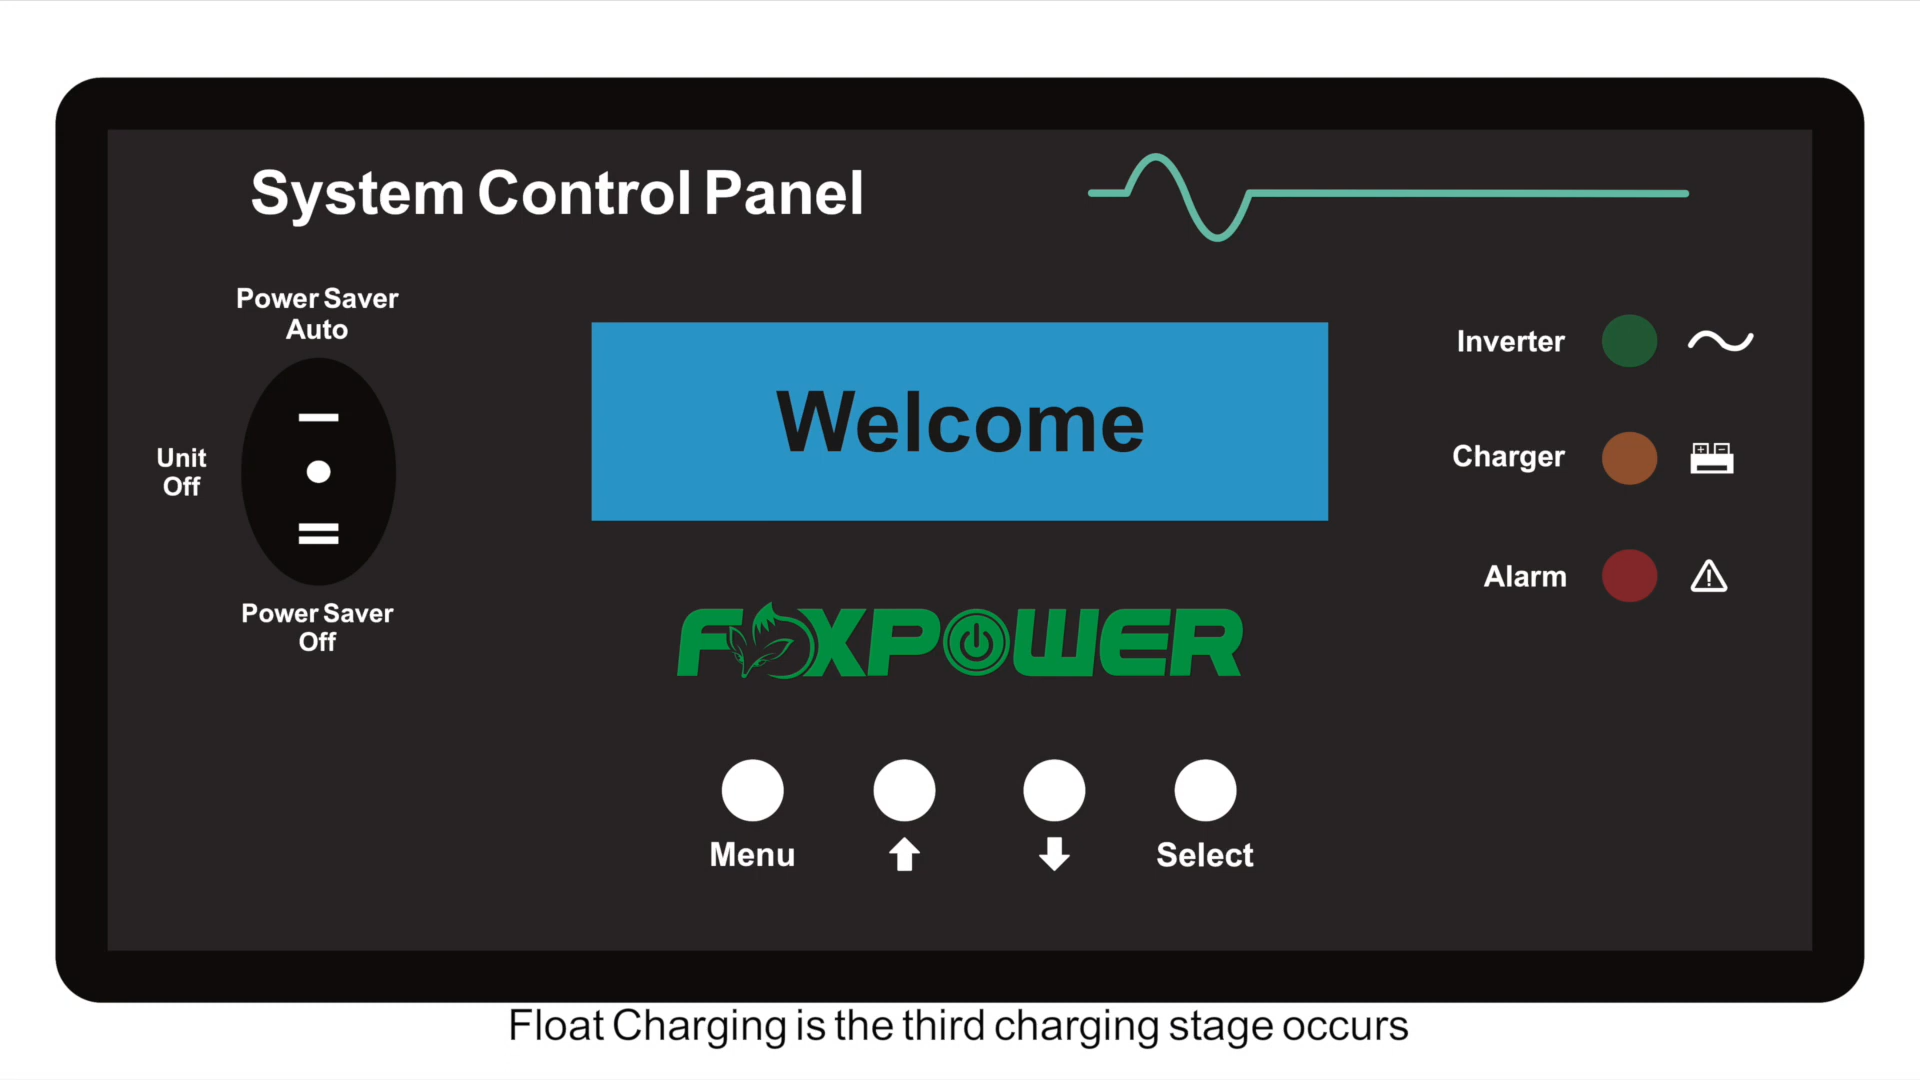 System Control Panel
Power Saver
Auto
Unit
Off
Power Saver
Off
Welcome
FOXPOWER
Inverter
Charger
Alarm
Menu
Select
Float Charging is the third charging stage occurs